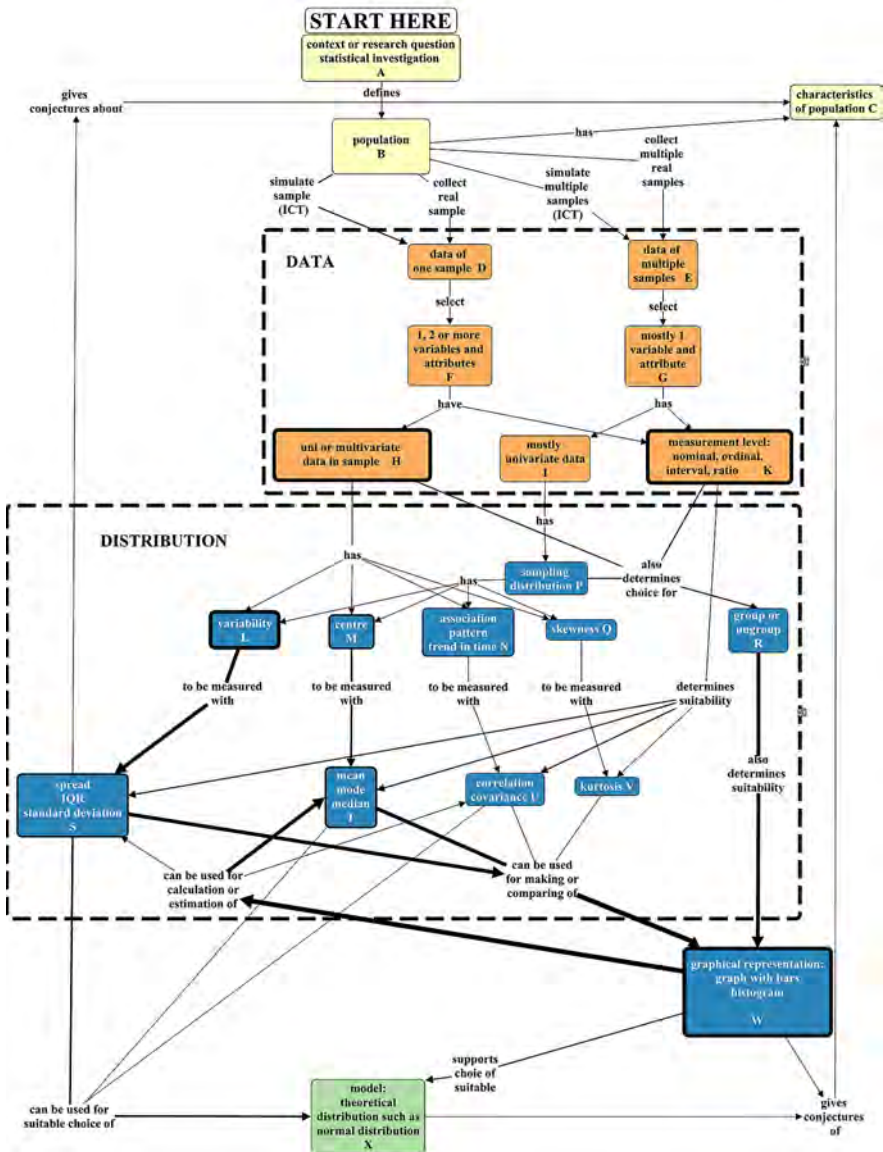 START HERE
context or research question
statistical investigation
A
gives
conjectures about
defines
characteristics
of population C
population
B
has
collect
multiple
real
samples
simulate
sample
(ICT)
collect
real
sample
simulate
multiple
samples
(ICT)
DATA
data of
one sample D
data of
multiple
samples E
select
select
1, 2 or more
variables and
attributes
F
mostly 1
variable and
attribute
G
have
has
uni or multivariate
data in sample H
mostly
univariate data
I
measurement level:
nominal, ordinal,
interval, ratio K
DISTRIBUTION
has
has
has
sampling
distribution P
also
determines
choice for
variability
L
centre
M
association
pattern
trend in time N
skewness Q
group or
ungroup
R
to be measured
with
to be measured
with
to be measured
with
to be measured
with
determines
suitability
also
determines
suitability
spread
IQR
standard deviation
S
mean
mode
median
correlation
covariance U
kurtosis V
can be used for
calculation or
estimation of
can be used
for making or
comparing of
graphical representation:
graph with bars
histogram
W
supports
choie of
suitable
can be used for
suitable choice of
model:
theoretical
distribution such as
normal distribution
X
gives
conjectures
of